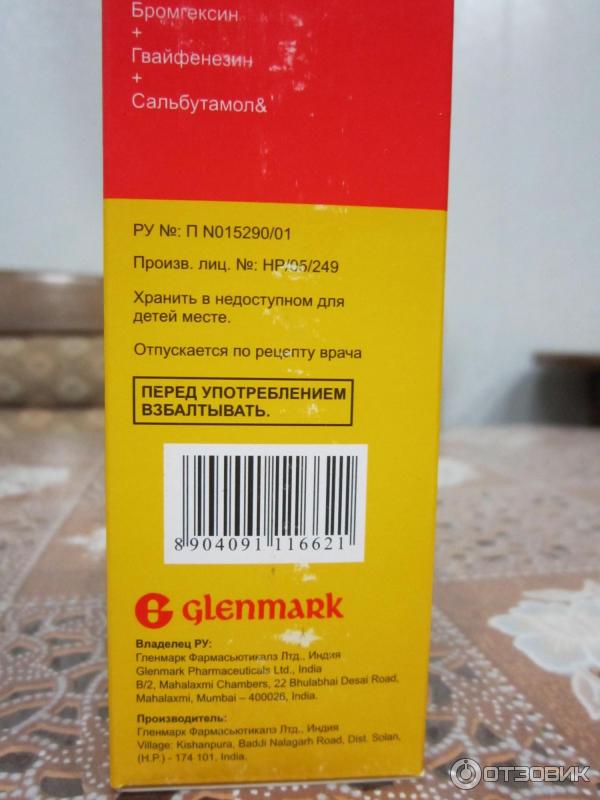 Бромгексин
+
Гвайфенезин
+
Сальбутамол&
РУ №: П N015290/01
Произв. лиц. №: HP/05/249
Хранить в недоступном для
детей месте.
Отпускается по рецепту врача
ПЕРЕД УПОТРЕБЛЕНИЕМ
ВЗБАЛТЫВАТЬ.
8 904091 116621
glenmark
Владелец РУ:
Гленмарк Фармасьютикалз Лтд., Индия
Glenmark Pharmaceuticals Ltd., India
B/2, Mahalaxmi Chambers, 22 Bhulabhai Desai Road,
Mahalaxmi, Mumbai – 400026, India.
Производитель:
Гленмарк Фармасьютикалз Лтд., Индия
Village: Kishanpura, Baddi Nalagarh Road, Dist. Solan,
(H.P.) - 174 101, India.
ОТЗОВИК